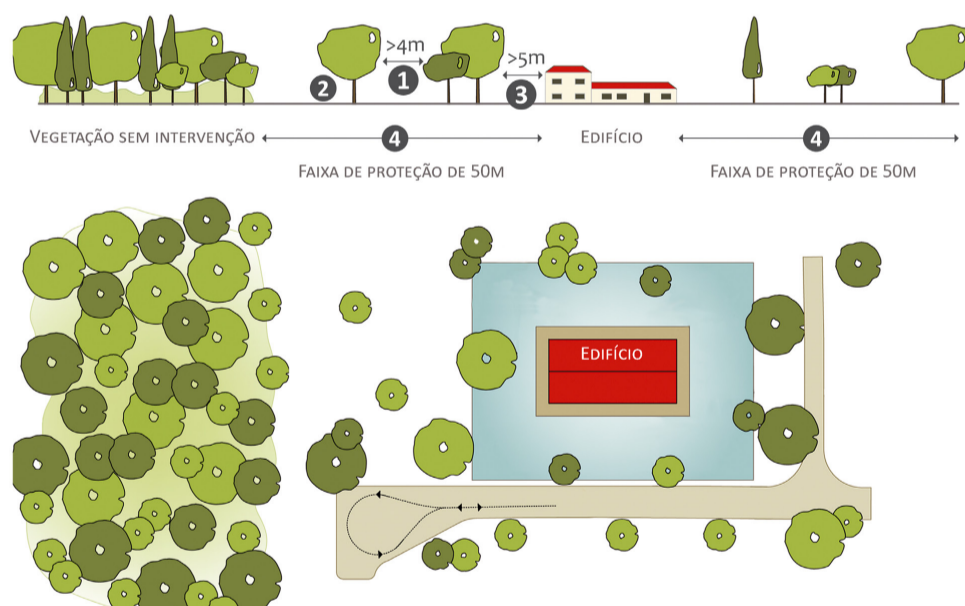 >4m
>5m
1
2
3
VEGETAÇÃO SEM INTERVENÇÃO
4
EDIFÍCIO
4
FAIXA DE PROTEÇÃO DE 50M
FAIXA DE PROTEÇÃO DE 50M
EDIFÍCIO